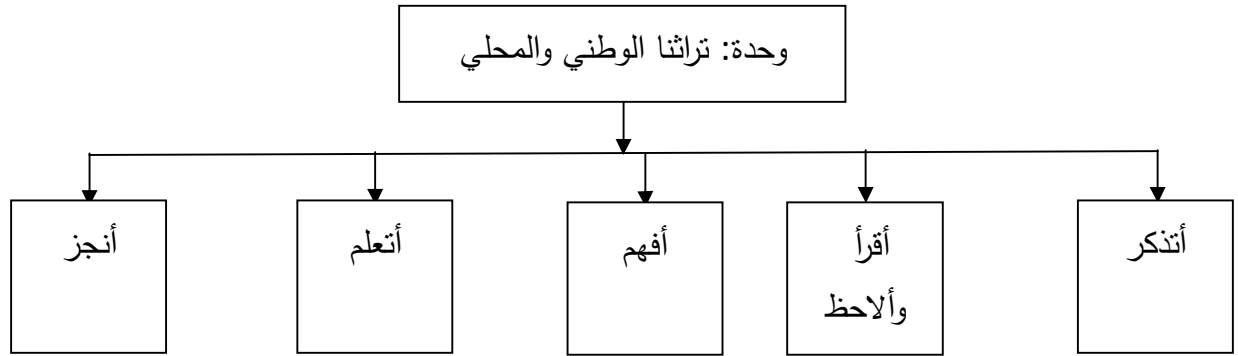 وحدة: تراثنا الوطني والمحلي
أتذكر
أقرأ
وألاحظ
أفهم
أتعلم
أنجز